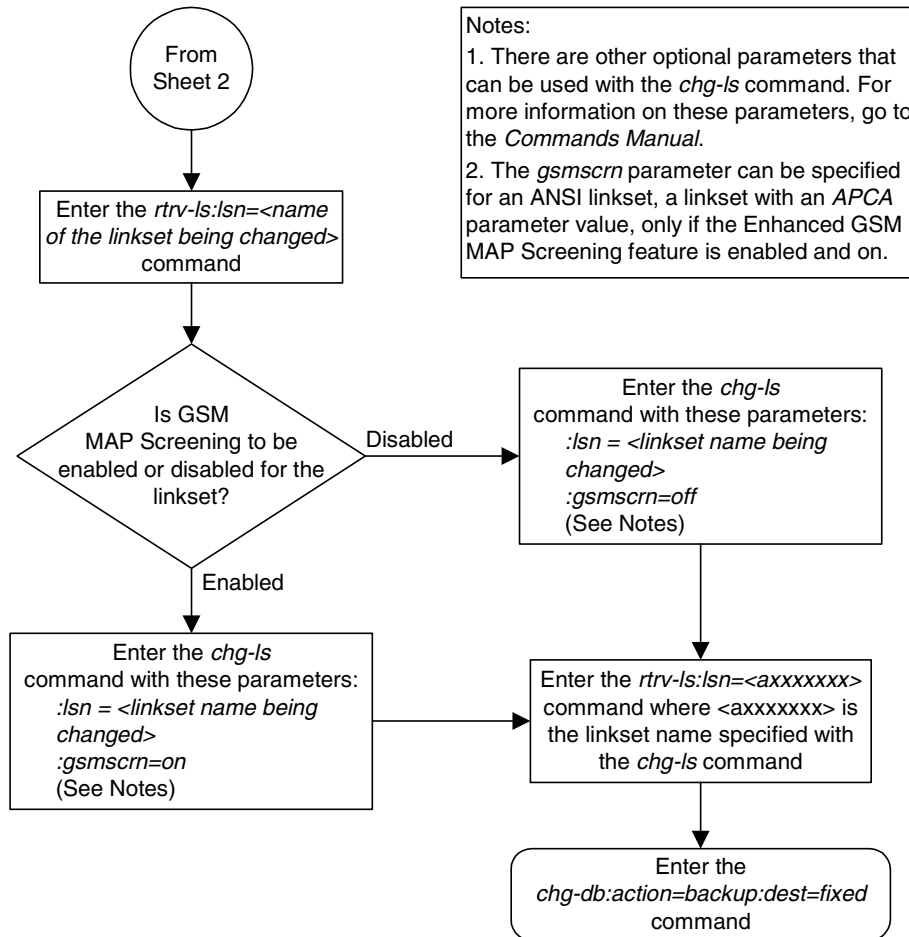 From
Sheet 2
Notes:
1. There are other optional parameters that
can be used with the chg-ls command. For
more information on these parameters, go to
the Commands Manual.
2. The gsmscrn parameter can be specified
for an ANSI linkset, a linkset with an APCA
parameter value, only if the Enhanced GSM
MAP Screening feature is enabled and on.
Enter the rtrv-ls:lsn=<name
of the linkset being changed>
command
Is GSM
MAP Screening to be
enabled or disabled for the
linkset?
Disabled
Enter the chg-ls
command with these parameters:
:lsn = <linkset name being
changed>
:gsmscrn=off
(See Notes)
Enabled
Enter the chg-ls
command with these parameters:
:lsn = <linkset name being
changed>
:gsmscrn=on
(See Notes)
Enter the rtrv-ls:lsn=<axxxxxxx>
command where <axxxxxxx> is
the linkset name specified with
the chg-ls command
Enter the
chg-db:action=backup:dest=fixed
command